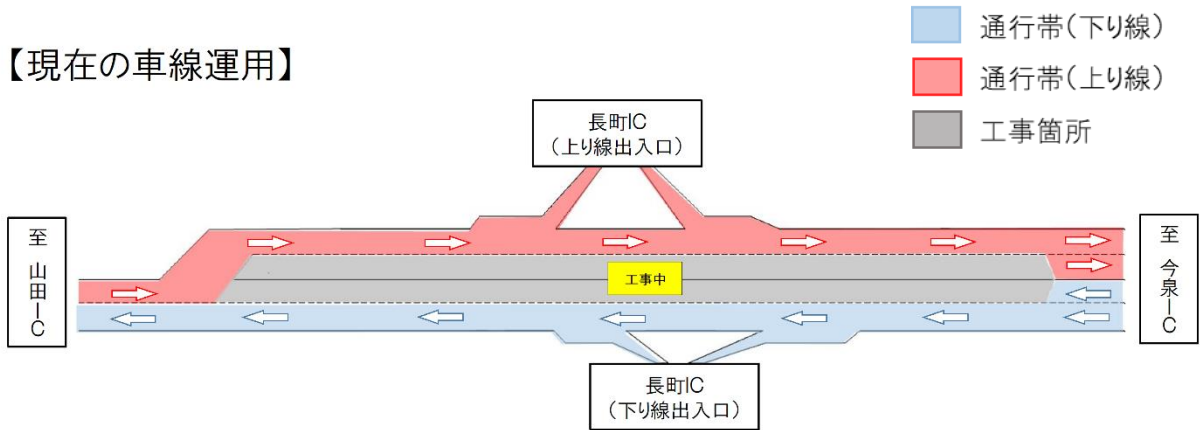 【現在の車線運用】
通行帯(下り線)
通行帯(上り線)
工事箇所
長町IC
(上り線出入口)
至 山田IC
工事中
至 今泉IC
長町IC
(下り線出入口)